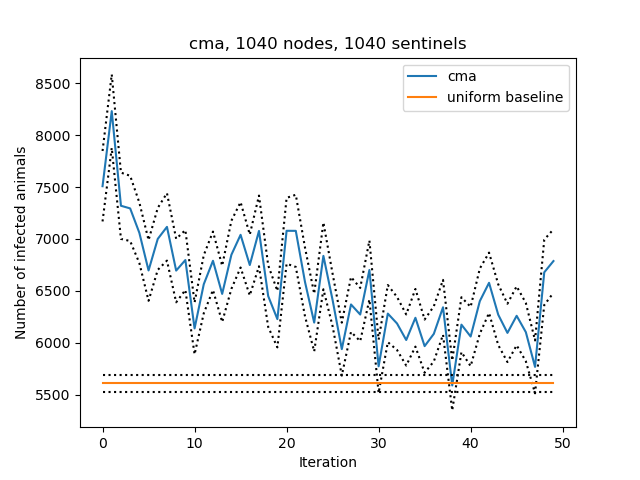 cma, 1040 nodes, 1040 sentinels
cma
uniform baseline
Number of infected animals
8500
8000
7500
7000
6500
6000
5500
0 10 20 30 40 50
Iteration